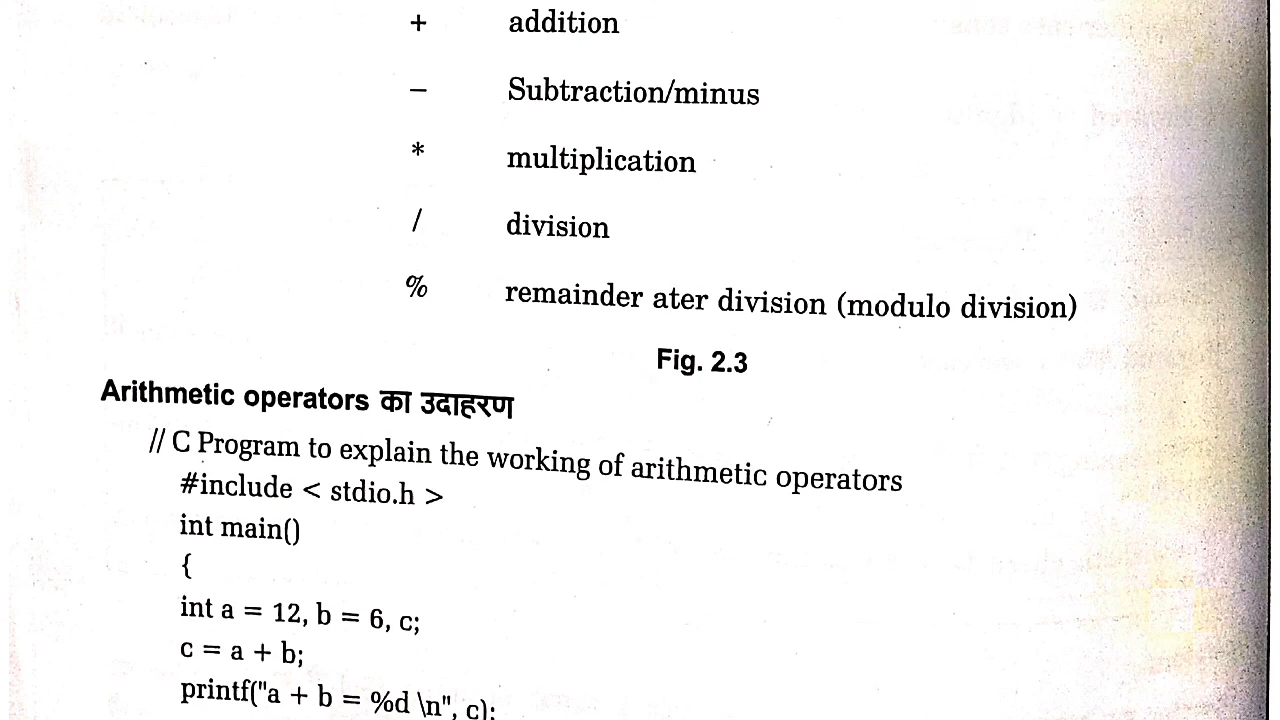 + addition
– Subtraction/minus
* multiplication
/ division
% remainder ater division (modulo division)
Fig. 2.3
Arithmetic operators का उदाहरण
// C Program to explain the working of arithmetic operators
#include < stdio.h >
int main()
{
int a = 12, b = 6, c;
c = a + b;
printf("a + b = %d \n", c);